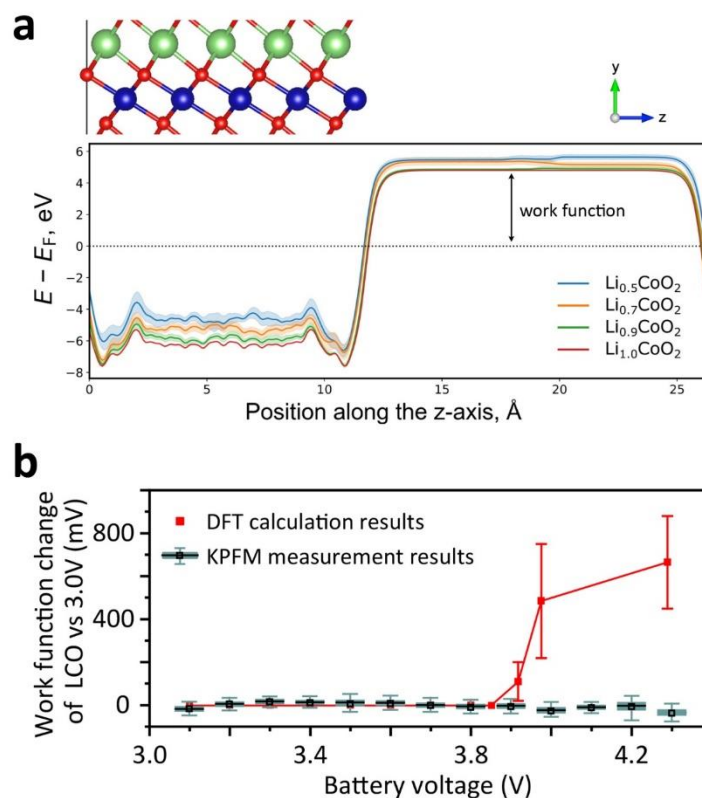 a
y
z
E − E_F, eV
6
4
2
0
−2
−4
−6
−8
work function
Li₀.₅CoO₂
Li₀.₇CoO₂
Li₀.₉CoO₂
Li₁.₀CoO₂
0 5 10 15 20 25
Position along the z-axis, Å
b
Work function change
of LCO vs 3.0V (mV)
800
400
0
DFT calculation results
KPFM measurement results
3.0 3.4 3.8 4.2
Battery voltage (V)